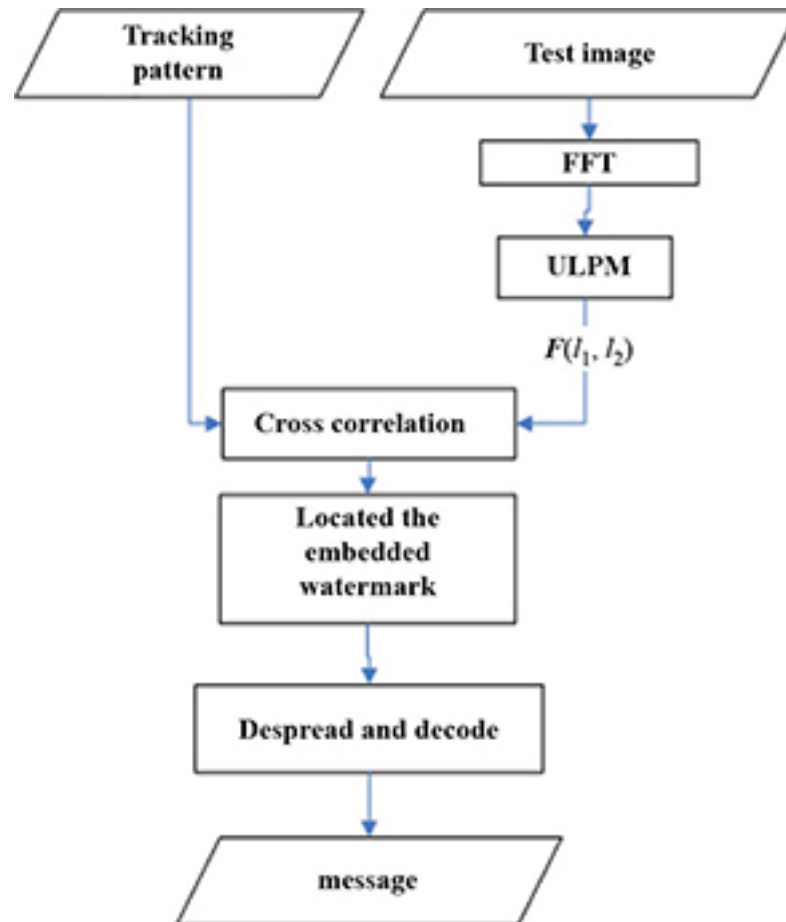 Tracking
pattern
Test image
FFT
ULPM
F(l₁, l₂)
Cross correlation
Located the
embedded
watermark
Despread and decode
message